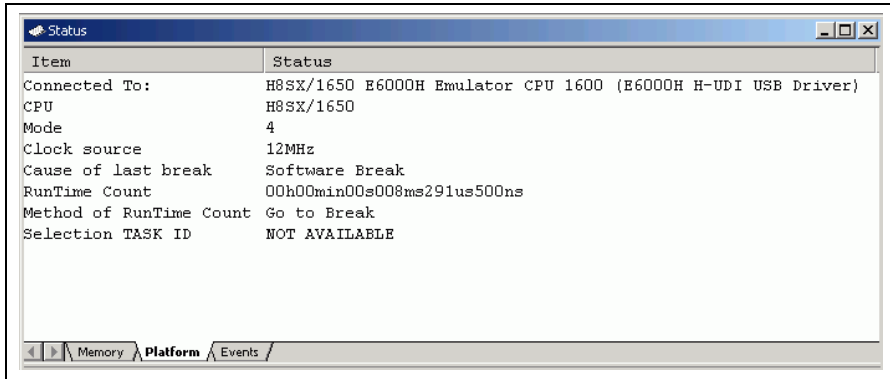 Status
Item Status
Connected To: H8SX/1650 E6000H Emulator CPU 1600 (E6000H H-UDI USB Driver)
CPU H8SX/1650
Mode 4
Clock source 12MHz
Cause of last break Software Break
RunTime Count 00h00min00s008ms291us500ns
Method of RunTime Count Go to Break
Selection TASK ID NOT AVAILABLE
Memory Platform Events